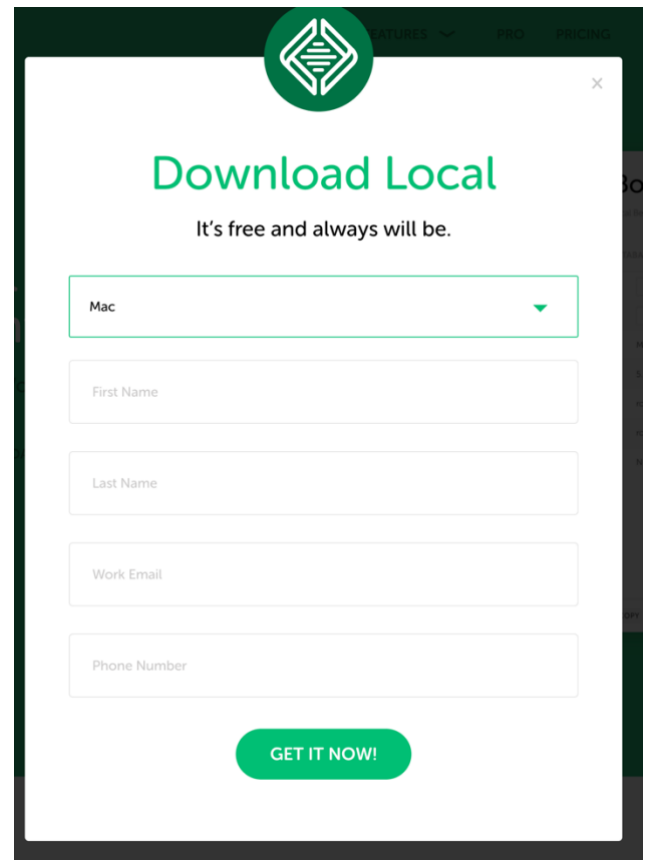 FEATURES PRO PRICING
×
Download Local
It’s free and always will be.
Mac
First Name
Last Name
Work Email
Phone Number
GET IT NOW!